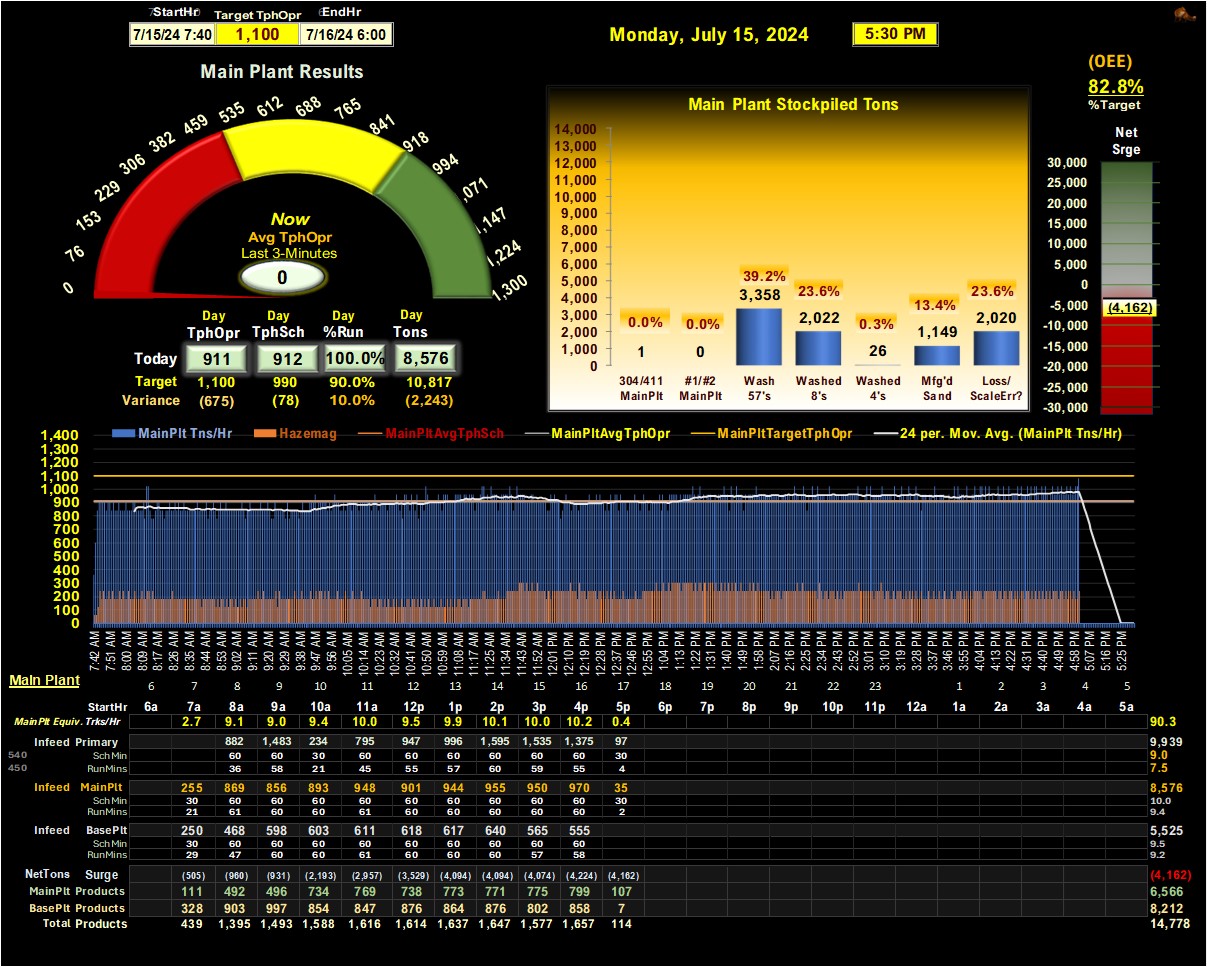 StartHr Target TphOpr EndHr
7/15/24 7:40 1,100 7/16/24 6:00
Monday, July 15, 2024 5:30 PM
(OEE)
82.8%
%Target
Main Plant Results
0 76 153 229 306 382 459 535 612 688 765 841 918 994 ,071 ,147 1,224 1,300
Now
Avg TphOpr
Last 3-Minutes
0
Day Day Day Day
TphOpr TphSch %Run Tons
Today 911 912 100.0% 8,576
Target 1,100 990 90.0% 10,817
Variance (675) (78) 10.0% (2,243)
Main Plant Stockpiled Tons
14,000
13,000
12,000
11,000
10,000
9,000
8,000
7,000
6,000
5,000
4,000
3,000
2,000
1,000
0
0.0% 0.0% 39.2% 23.6% 0.3% 13.4% 23.6%
1 0 3,358 2,022 26 1,149 2,020
304/411 #1/#2 Wash Washed Washed Mfg'd Loss/
MainPlt MainPlt 57's 8's 4's Sand ScaleErr?
Net
Srge
30,000
25,000
20,000
15,000
10,000
5,000
0
-5,000
(4,162)
-10,000
-15,000
-20,000
-25,000
-30,000
MainPlt Tns/Hr Hazemag MainPltAvgTphSch MainPltAvgTphOpr MainPltTargetTphOpr 24 per. Mov. Avg. (MainPlt Tns/Hr)
1,400
1,300
1,200
1,100
1,000
900
800
700
600
500
400
300
200
100
0
7:42 AM 7:51 AM 8:00 AM 8:09 AM 8:17 AM 8:26 AM 8:35 AM 8:44 AM 8:53 AM 9:02 AM 9:11 AM 9:20 AM 9:29 AM 9:38 AM 9:47 AM 9:56 AM 10:05 AM 10:14 AM 10:23 AM 10:32 AM 10:41 AM 10:50 AM 10:59 AM 11:08 AM 11:17 AM 11:25 AM 11:34 AM 11:43 AM 11:52 AM 12:01 PM 12:10 PM 12:19 PM 12:28 PM 12:37 PM 12:46 PM 12:55 PM 1:04 PM 1:13 PM 1:22 PM 1:31 PM 1:40 PM 1:49 PM 1:58 PM 2:07 PM 2:16 PM 2:25 PM 2:34 PM 2:43 PM 2:52 PM 3:01 PM 3:10 PM 3:19 PM 3:28 PM 3:37 PM 3:46 PM 3:55 PM 4:04 PM 4:13 PM 4:22 PM 4:31 PM 4:40 PM 4:49 PM 4:58 PM 5:07 PM 5:16 PM 5:25 PM
Main Plant 6 7 8 9 10 11 12 13 14 15 16 17 18 19 20 21 22 23 1 2 3 4 5
StartHr 6a 7a 8a 9a 10a 11a 12p 1p 2p 3p 4p 5p 6p 7p 8p 9p 10p 11p 12a 1a 2a 3a 4a 5a
MainPlt Equiv. Trks/Hr 2.7 9.1 9.0 9.4 10.0 9.5 9.9 10.1 10.0 10.2 0.4 90.3
Infeed Primary 882 1,483 234 795 947 996 1,595 1,535 1,375 97 9,939
540 SchMin 60 60 30 60 60 60 60 60 60 30 9.0
450 RunMins 36 58 21 45 55 57 60 59 55 4 7.5
Infeed MainPlt 255 869 856 893 948 901 944 955 950 970 35 8,576
SchMin 30 60 60 60 60 60 60 60 60 60 30 10.0
RunMins 21 61 60 60 61 60 60 60 60 60 2 9.4
Infeed BasePlt 250 468 598 603 611 618 617 640 565 555 5,525
SchMin 30 60 60 60 60 60 60 60 60 60 9.5
RunMins 29 47 60 60 61 60 60 60 57 58 9.2
NetTons Surge (505) (960) (931) (2,193) (2,957) (3,529) (4,094) (4,094) (4,074) (4,224) (4,162) (4,162)
MainPlt Products 111 492 496 734 769 738 773 771 775 799 107 6,566
BasePlt Products 328 903 997 854 847 876 864 876 802 858 7 8,212
Total Products 439 1,395 1,493 1,588 1,616 1,614 1,637 1,647 1,577 1,657 114 14,778